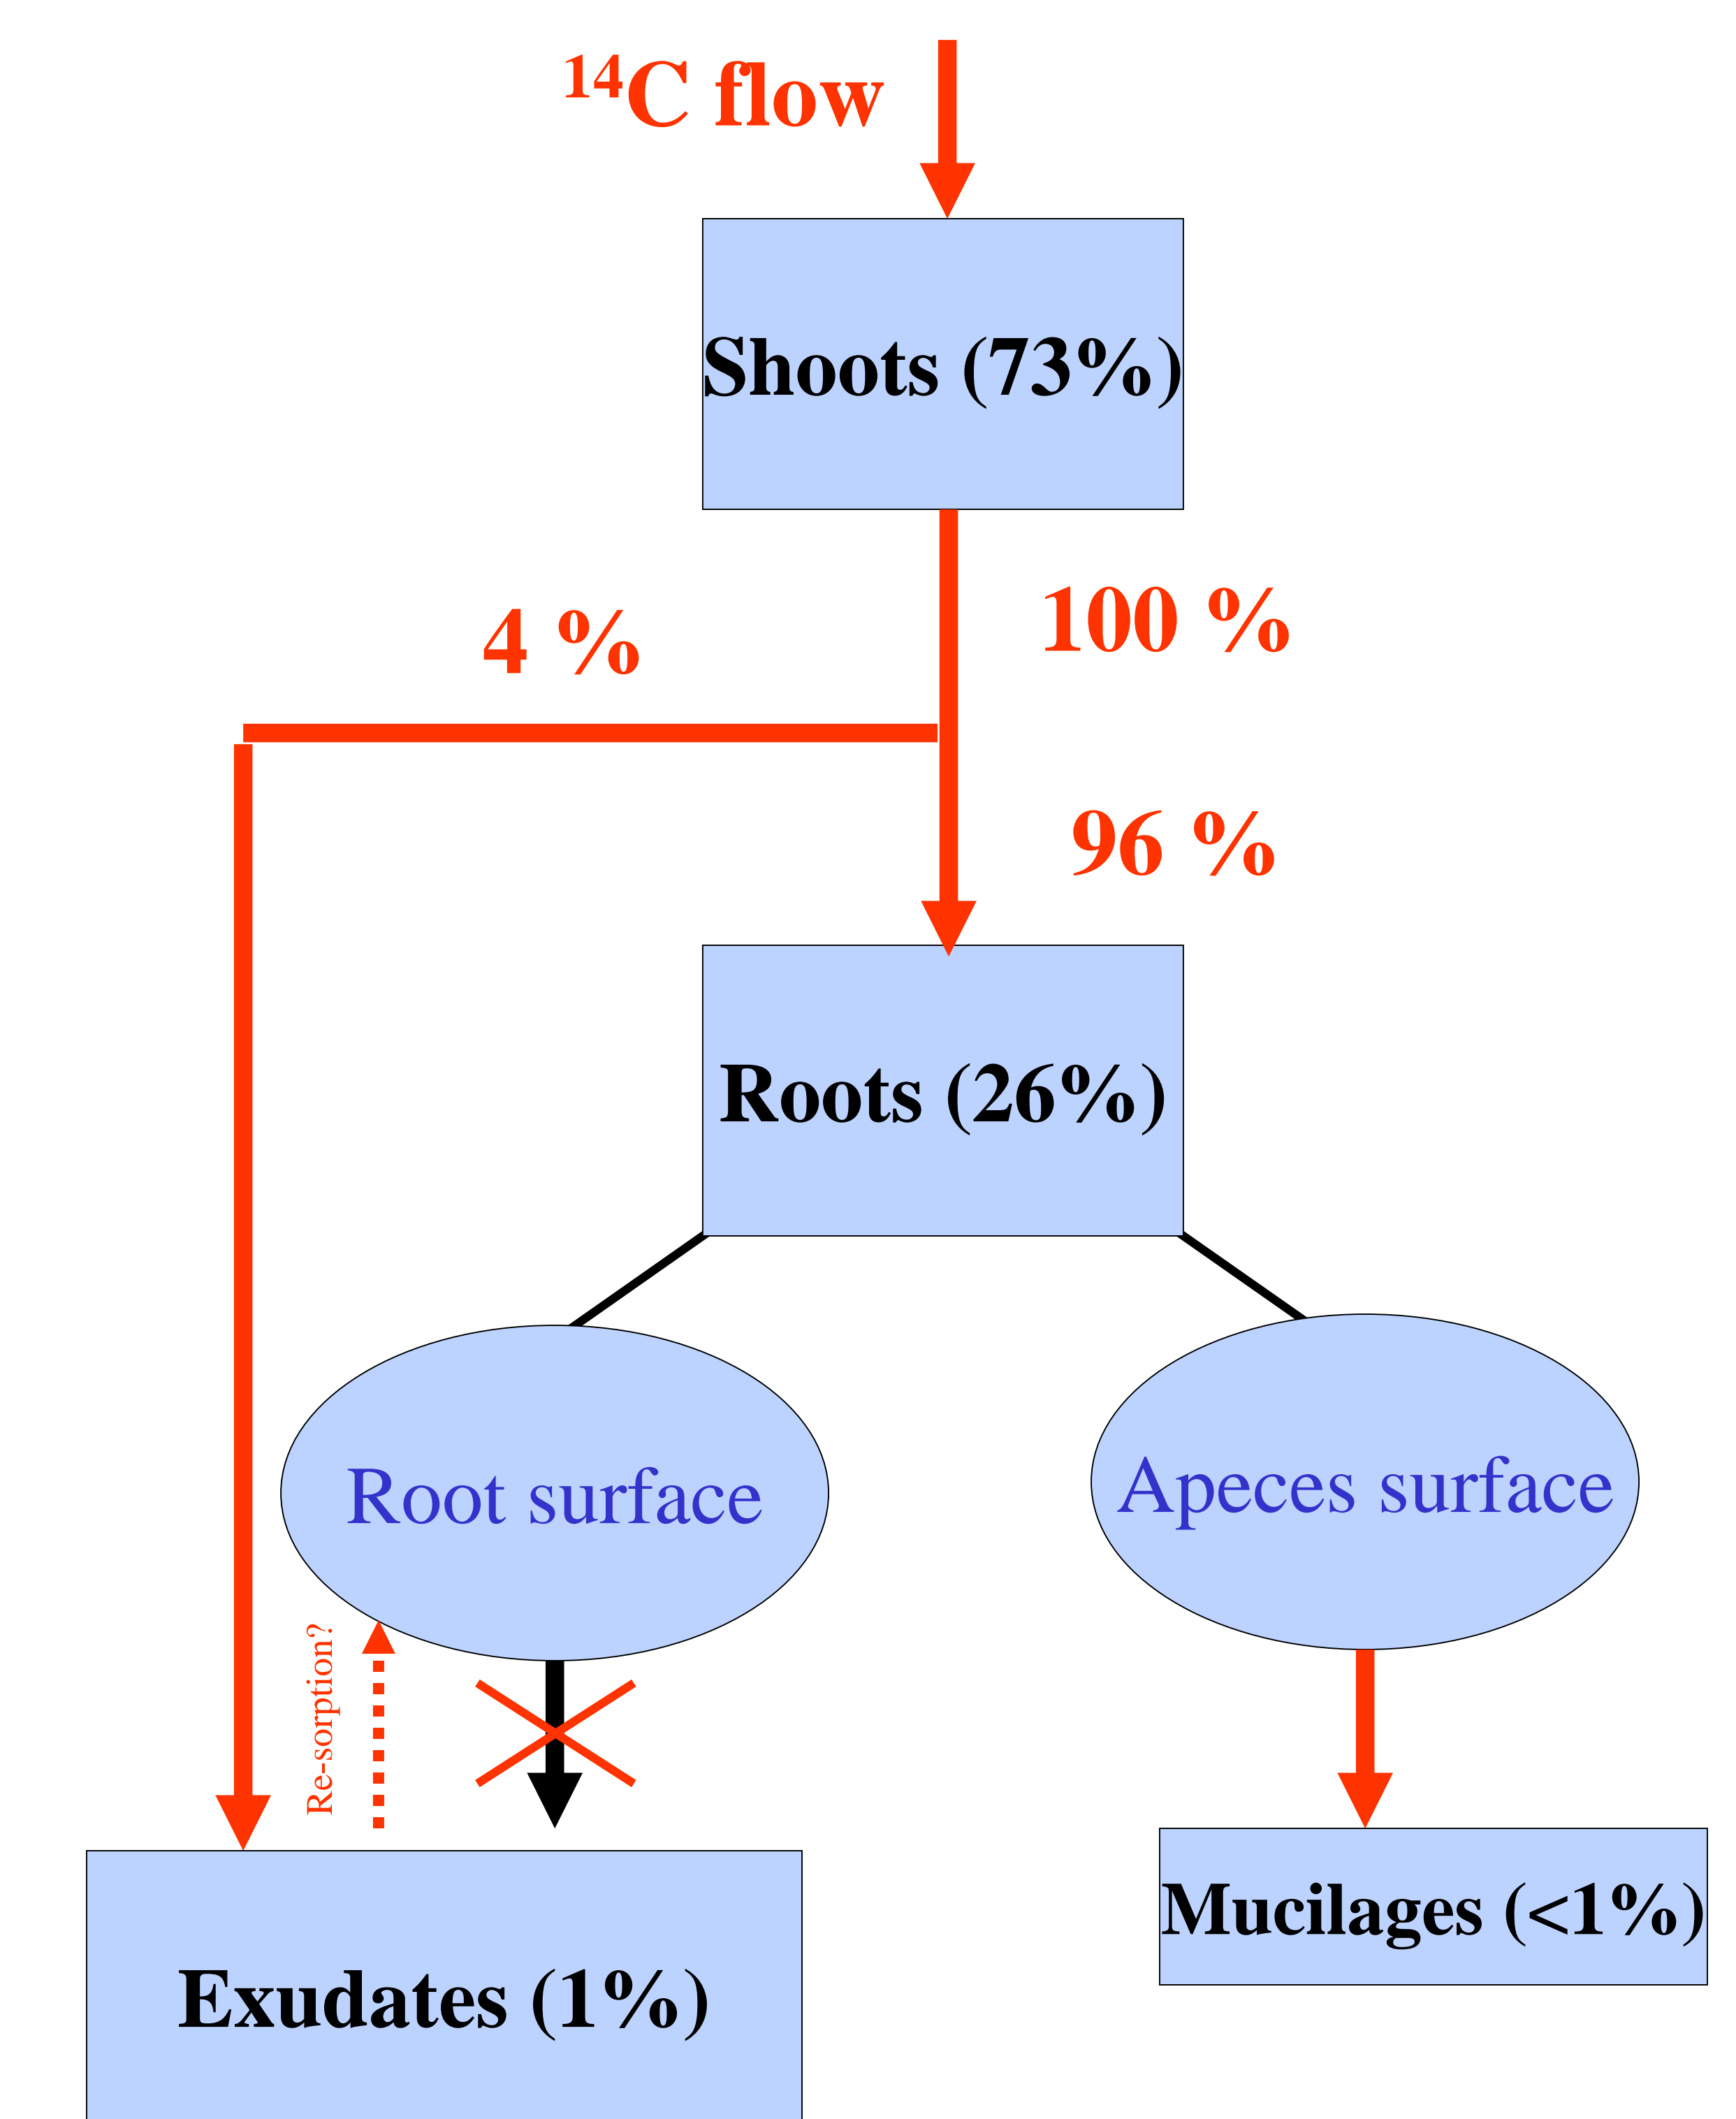 ¹⁴C flow
Shoots (73%)
100 %
4 %
96 %
Roots (26%)
Root surface
Apeces surface
Re-sorption?
Mucilages (<1%)
Exudates (1%)